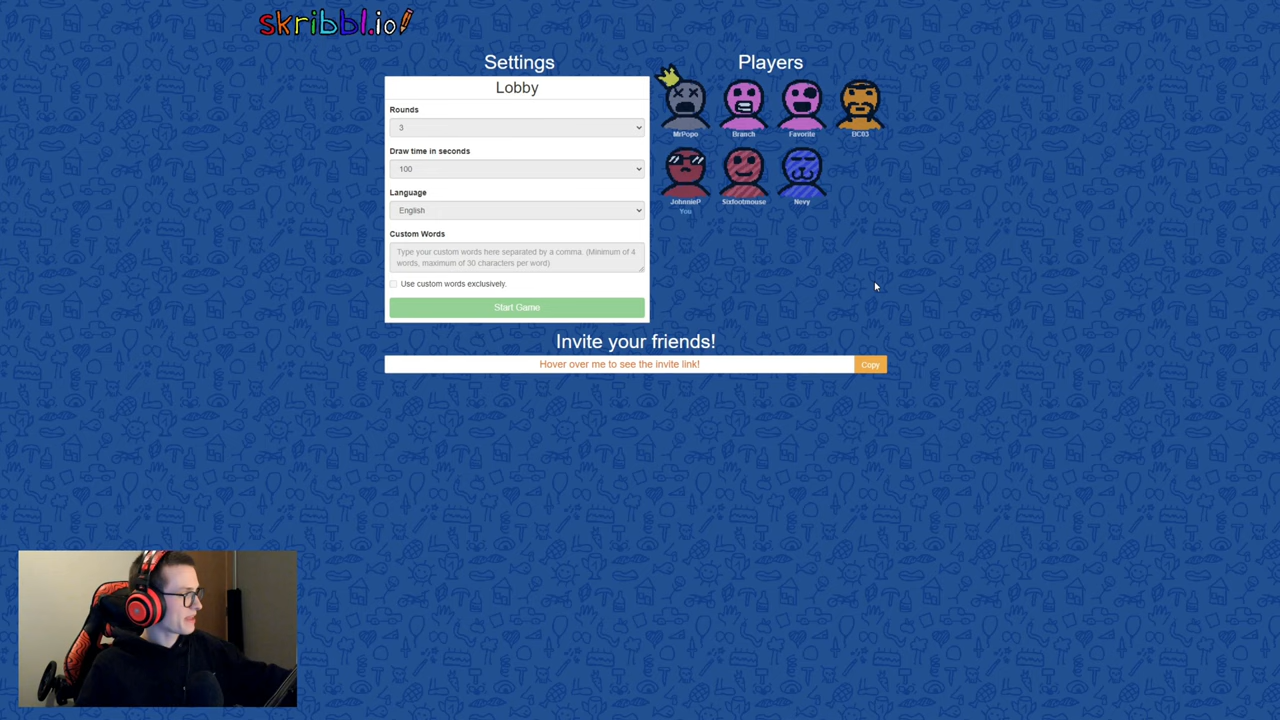 skribbl.io!
Settings
Players
Lobby
Rounds
3
Draw time in seconds
100
Language
English
Custom Words
Type your custom words here separated by a comma. (Minimum of 4
words, maximum of 30 characters per word)
Use custom words exclusively.
Start Game
MrPopo
Branch
Favorite
BC03
JohnnieP
Sixfootmouse
Nevy
You
Invite your friends!
Hover over me to see the invite link!
Copy